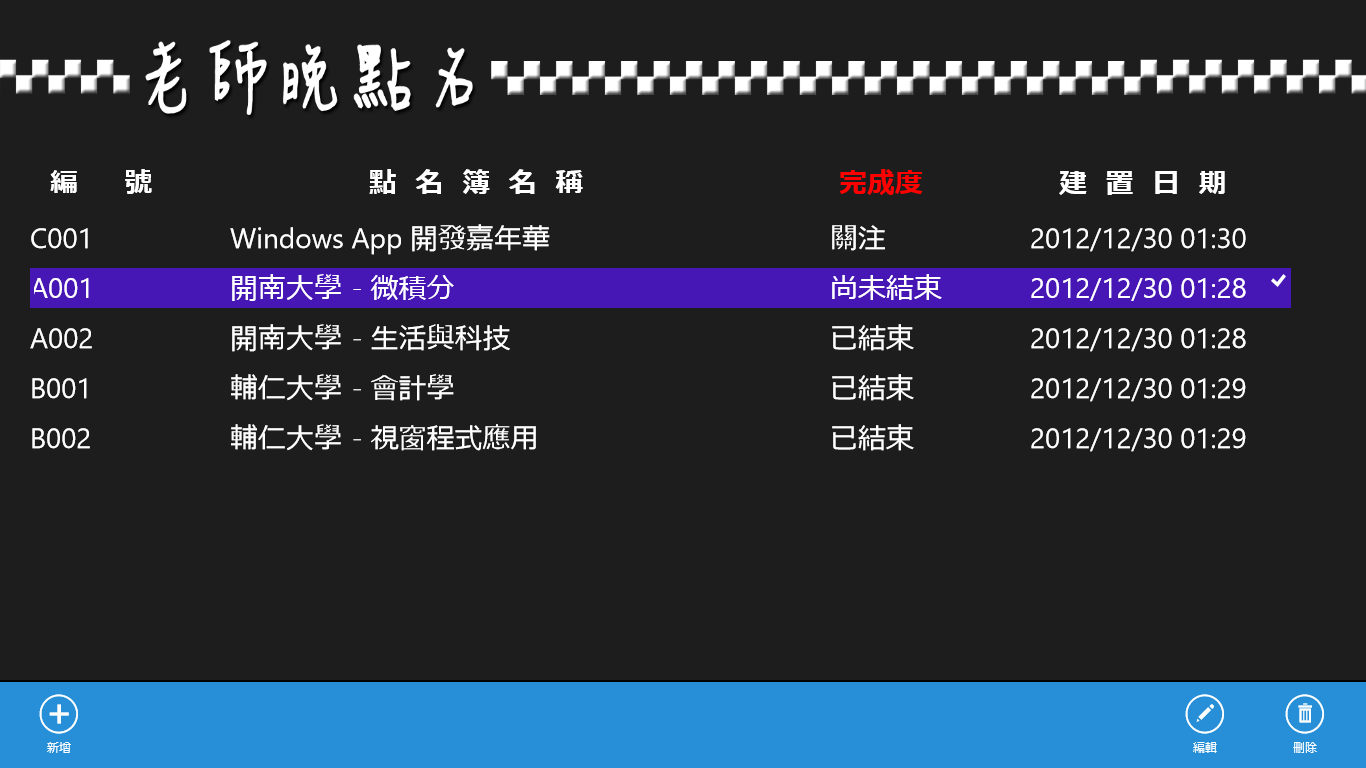 老師晚點名
編號 點名簿名稱 完成度 建置日期
C001 Windows App 開發嘉年華 關注 2012/12/30 01:30
A001 開南大學 - 微積分 尚未結束 2012/12/30 01:28
A002 開南大學 - 生活與科技 已結束 2012/12/30 01:28
B001 輔仁大學 - 會計學 已結束 2012/12/30 01:29
B002 輔仁大學 - 視窗程式應用 已結束 2012/12/30 01:29
新增 編輯 刪除